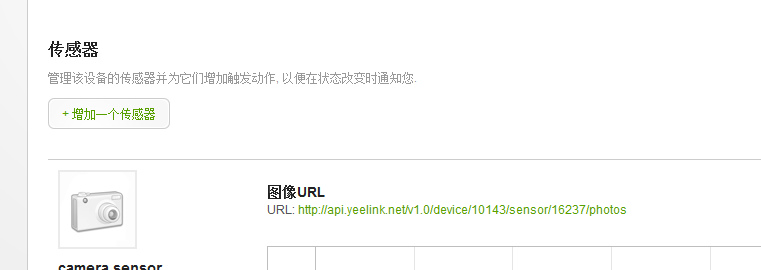 传感器
管理该设备的传感器并为它们增加触发动作, 以便在状态改变时通知您.
+ 增加一个传感器
图像URL
URL: http://api.yeelink.net/v1.0/device/10143/sensor/16237/photos
camera sensor